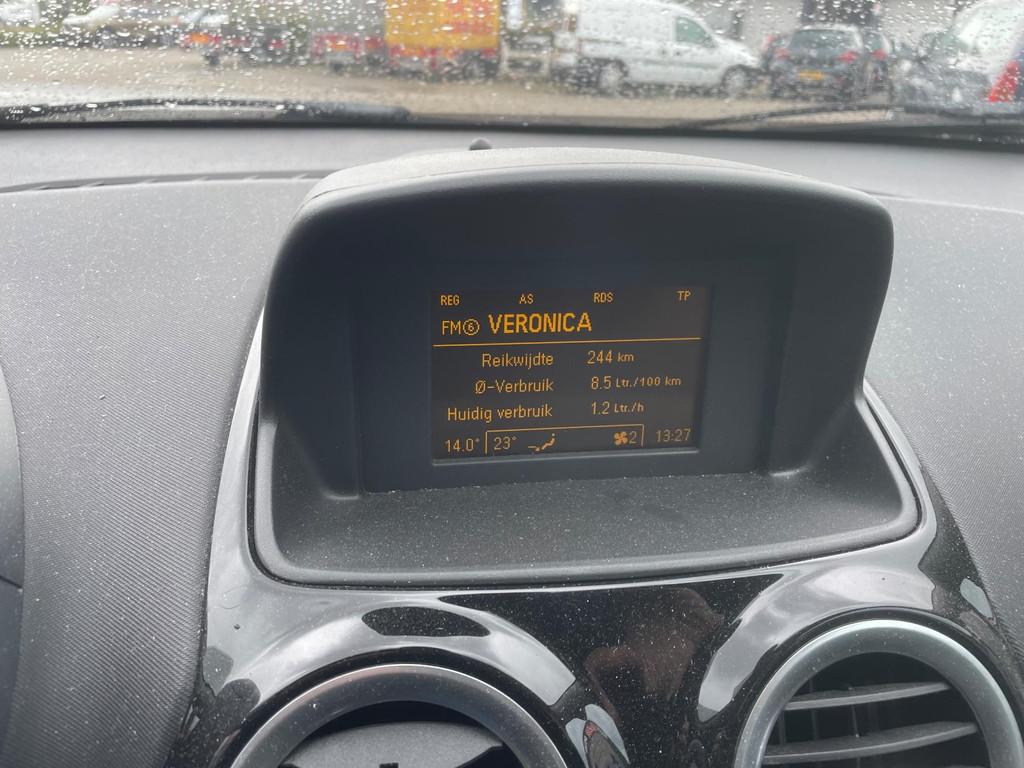 REG AS RDS TP
FM⑥ VERONICA
Reikwijdte 244 km
Ø-Verbruik 8.5 Ltr./100 km
Huidig verbruik 1.2 Ltr./h
14.0° 23° 2 13:27